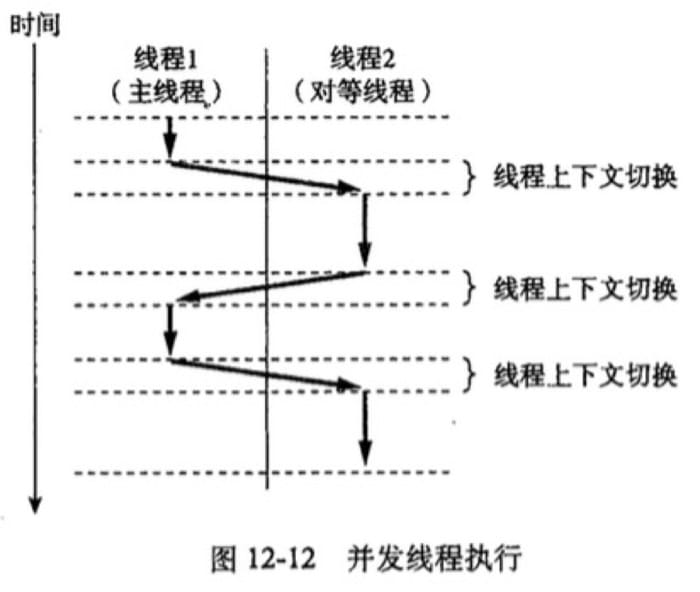 时间
线程1 线程2
（主线程） （对等线程）
线程上下文切换
线程上下文切换
线程上下文切换
图 12-12 并发线程执行